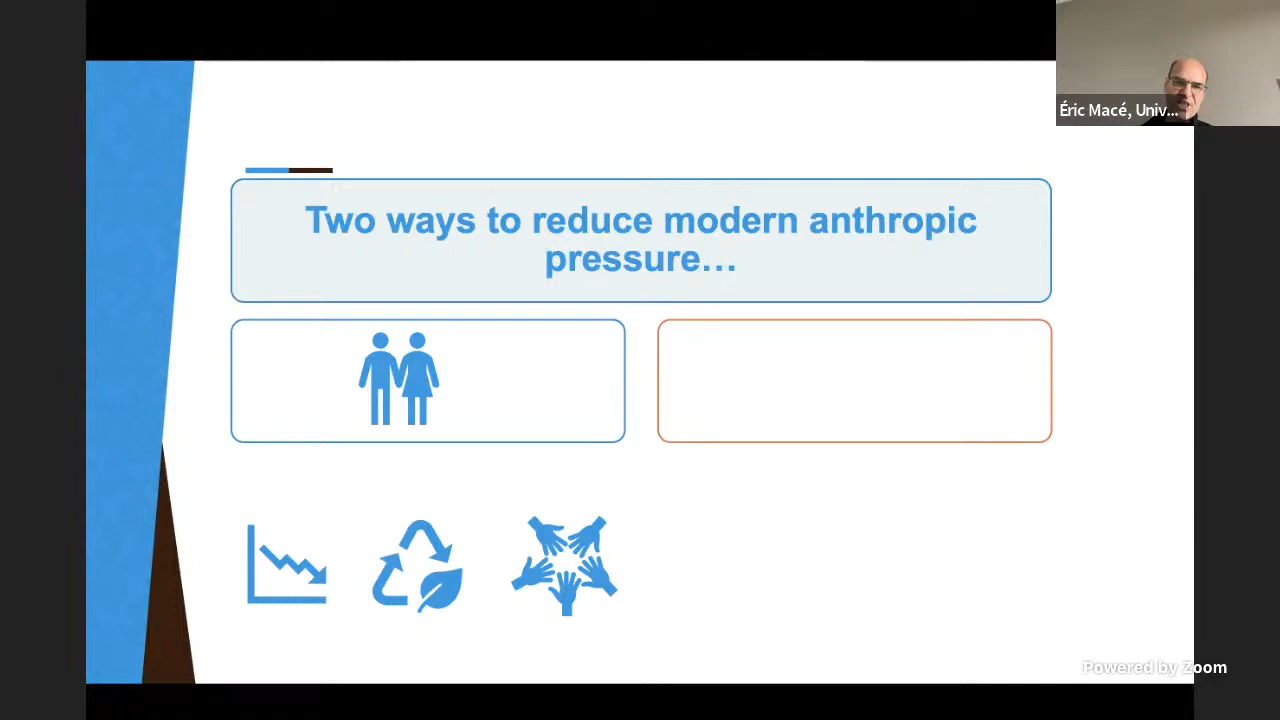 Éric Macé, Univ...
Two ways to reduce modern anthropic
pressure…
Powered by Zoom